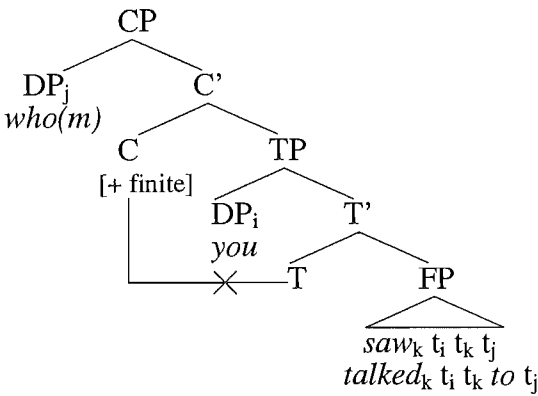 CP
DPj C’
who(m)
C TP
[+ finite]
DPi T’
you
T FP
sawk ti tk tj
talkedk ti tk to tj